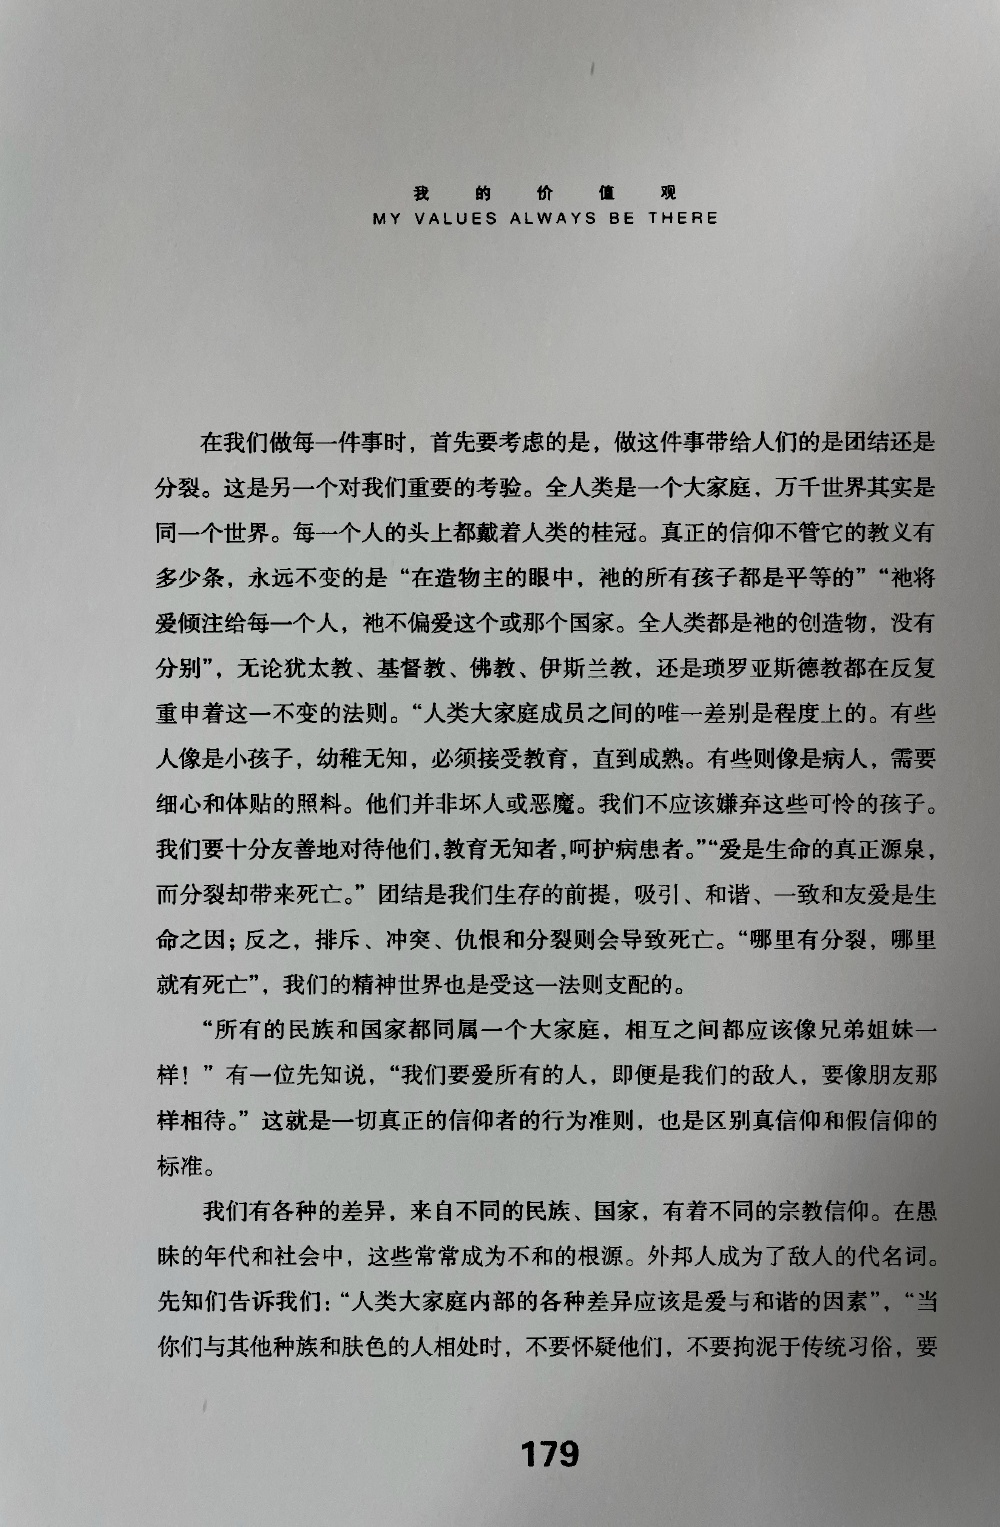 我的价值观
MY VALUES ALWAYS BE THERE
在我们做每一件事时，首先要考虑的是，做这件事带给人们的是团结还是
分裂。这是另一个对我们重要的考验。全人类是一个大家庭，万千世界其实是
同一个世界。每一个人的头上都戴着人类的桂冠。真正的信仰不管它的教义有
多少条，永远不变的是“在造物主的眼中，祂的所有孩子都是平等的”“祂将
爱倾注给每一个人，祂不偏爱这个或那个国家。全人类都是祂的创造物，没有
分别”，无论犹太教、基督教、佛教、伊斯兰教，还是琐罗亚斯德教都在反复
重申着这一不变的法则。“人类大家庭成员之间的唯一差别是程度上的。有些
人像是小孩子，幼稚无知，必须接受教育，直到成熟。有些则像是病人，需要
细心和体贴的照料。他们并非坏人或恶魔。我们不应该嫌弃这些可怜的孩子。
我们要十分友善地对待他们，教育无知者，呵护病患者。”“爱是生命的真正源泉，
而分裂却带来死亡。”团结是我们生存的前提，吸引、和谐、一致和友爱是生
命之因；反之，排斥、冲突、仇恨和分裂则会导致死亡。“哪里有分裂，哪里
就有死亡”，我们的精神世界也是受这一法则支配的。
“所有的民族和国家都同属一个大家庭，相互之间都应该像兄弟姐妹一
样！”有一位先知说，“我们要爱所有的人，即便是我们的敌人，要像朋友那
样相待。”这就是一切真正的信仰者的行为准则，也是区别真信仰和假信仰的
标准。
我们有各种的差异，来自不同的民族、国家，有着不同的宗教信仰。在愚
昧的年代和社会中，这些常常成为不和的根源。外邦人成为了敌人的代名词。
先知们告诉我们：“人类大家庭内部的各种差异应该是爱与和谐的因素”，“当
你们与其他种族和肤色的人相处时，不要怀疑他们，不要拘泥于传统习俗，要
179